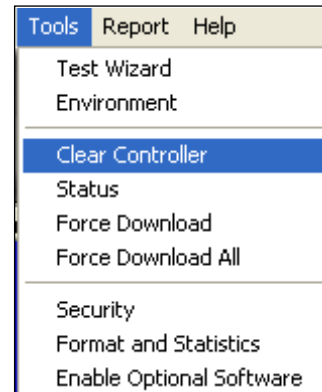 Tools Report Help
Test Wizard
Environment
Clear Controller
Status
Force Download
Force Download All
Security
Format and Statistics
Enable Optional Software